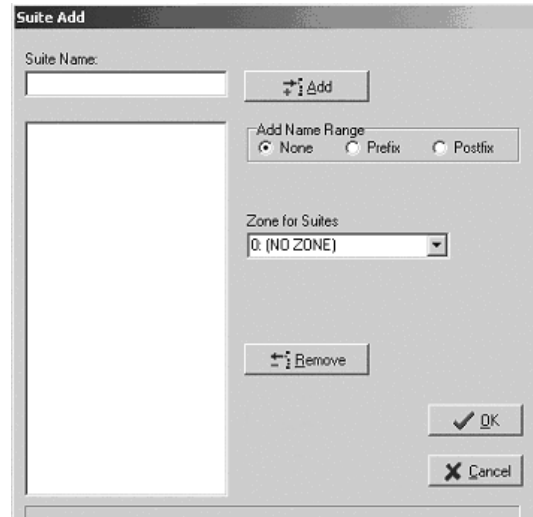 Suite Add
Suite Name:
Add
Add Name Range
None Prefix Postfix
Zone for Suites
0: (NO ZONE)
Remove
OK
Cancel